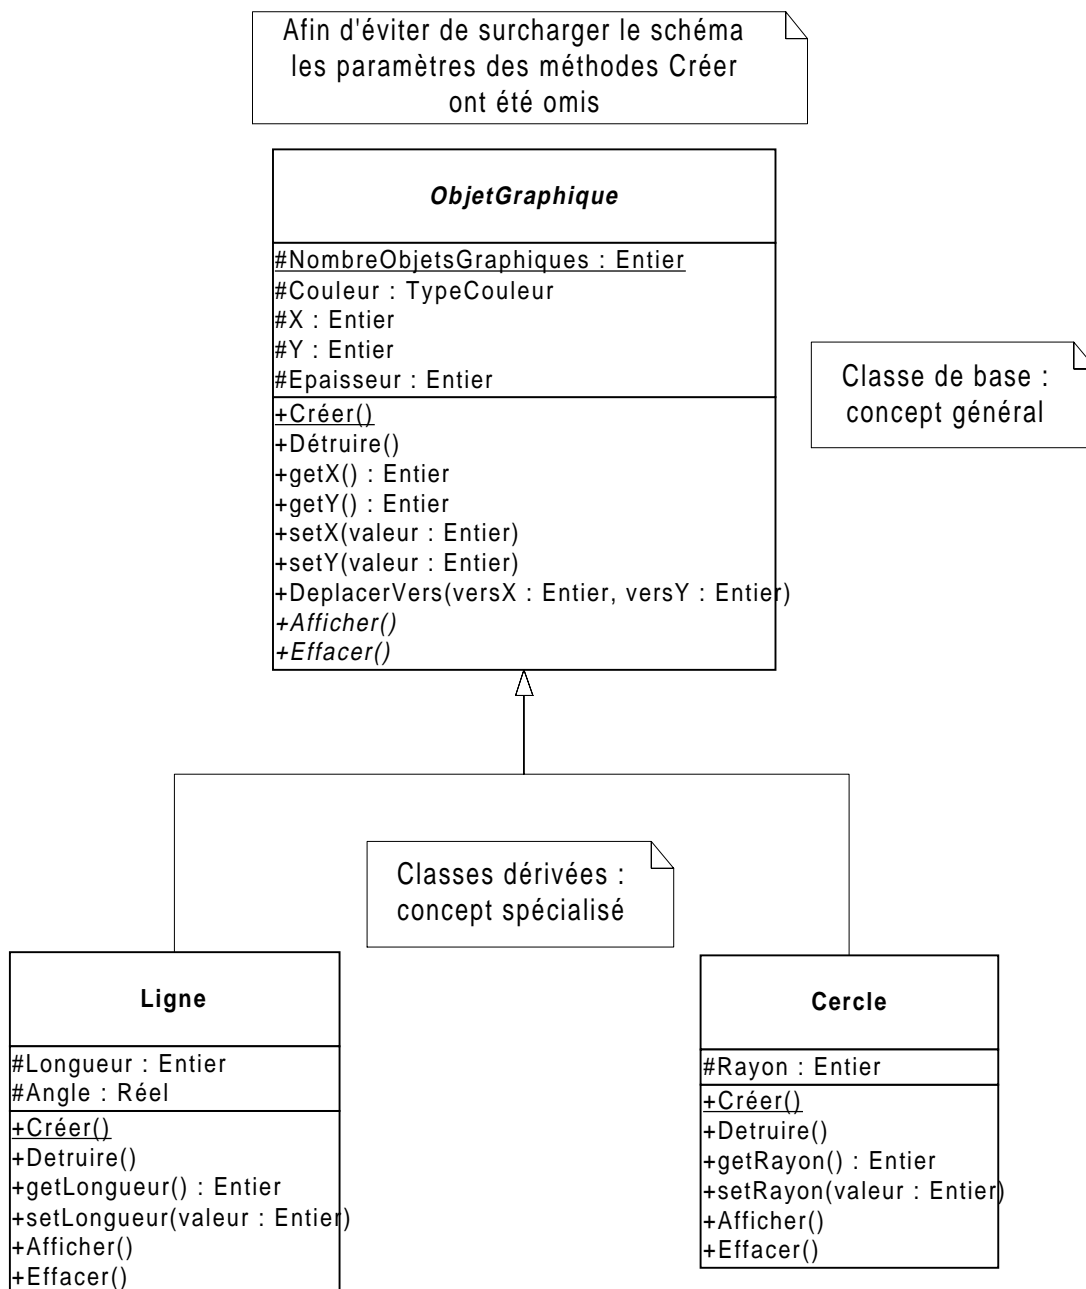 Afin d'éviter de surcharger le schéma
les paramètres des méthodes Créer
ont été omis
ObjetGraphique
#NombreObjetsGraphiques : Entier
#Couleur : TypeCouleur
#X : Entier
#Y : Entier
#Epaisseur : Entier
+Créer()
+Détruire()
+getX() : Entier
+getY() : Entier
+setX(valeur : Entier)
+setY(valeur : Entier)
+DeplacerVers(versX : Entier, versY : Entier)
+Afficher()
+Effacer()
Classe de base :
concept général
Classes dérivées :
concept spécialisé
Ligne
#Longueur : Entier
#Angle : Réel
+Créer()
+Detruire()
+getLongueur() : Entier
+setLongueur(valeur : Entier)
+Afficher()
+Effacer()
Cercle
#Rayon : Entier
+Créer()
+Detruire()
+getRayon() : Entier
+setRayon(valeur : Entier)
+Afficher()
+Effacer()